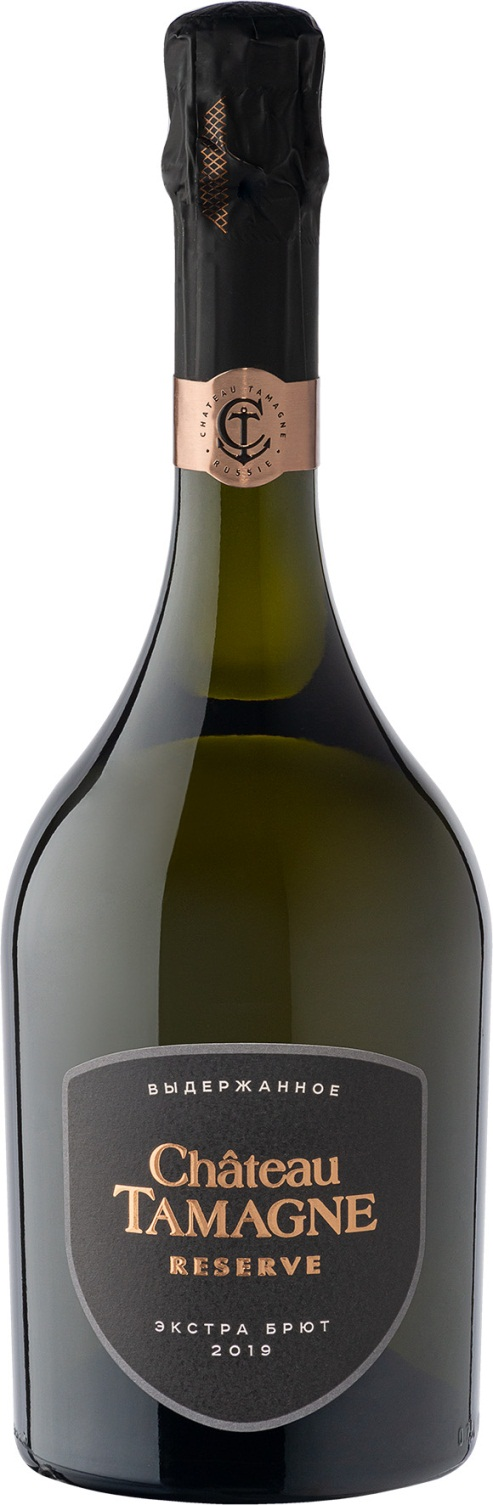 CHATEAU TAMAGNE
RUSSIE
ВЫДЕРЖАННОЕ
Château
TAMAGNE
RESERVE
ЭКСТРА БРЮТ
2019